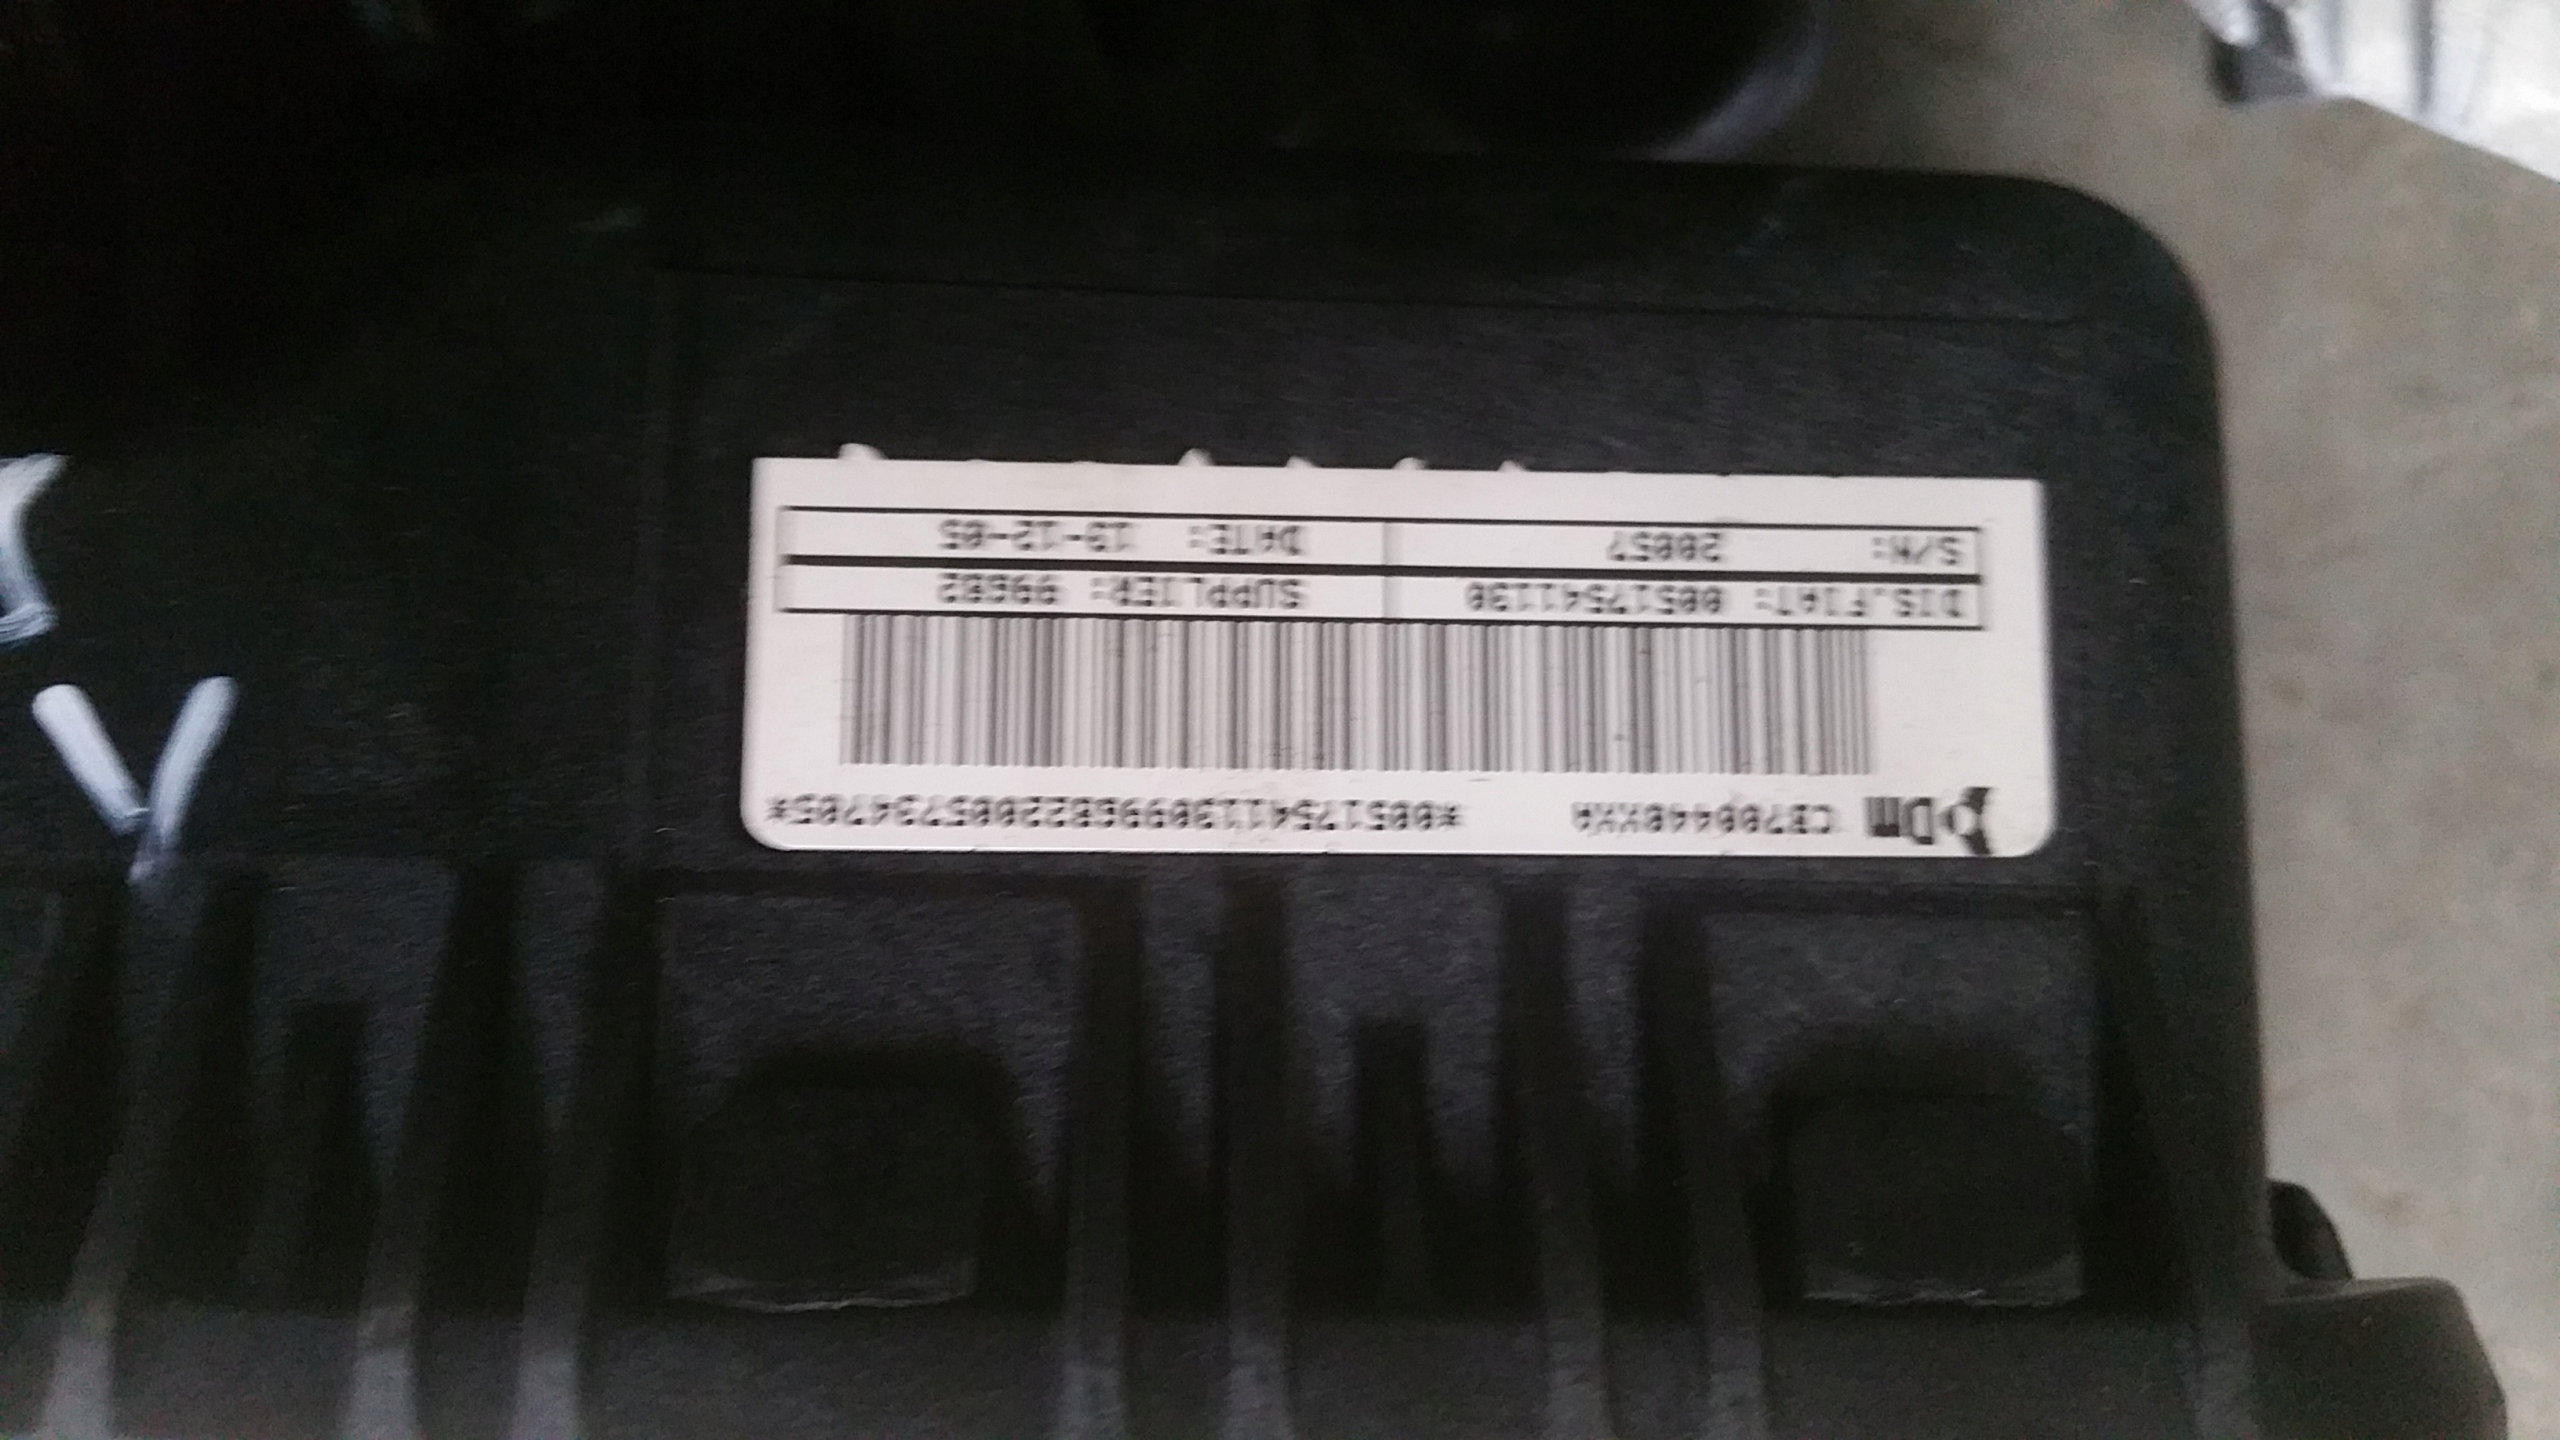 Dm CB700440XXA *00517541130996822005734705*
DIS.FIAT: 00517541130 SUPPLIER: 99682
S/N: 20057 DATE: 13-12-05